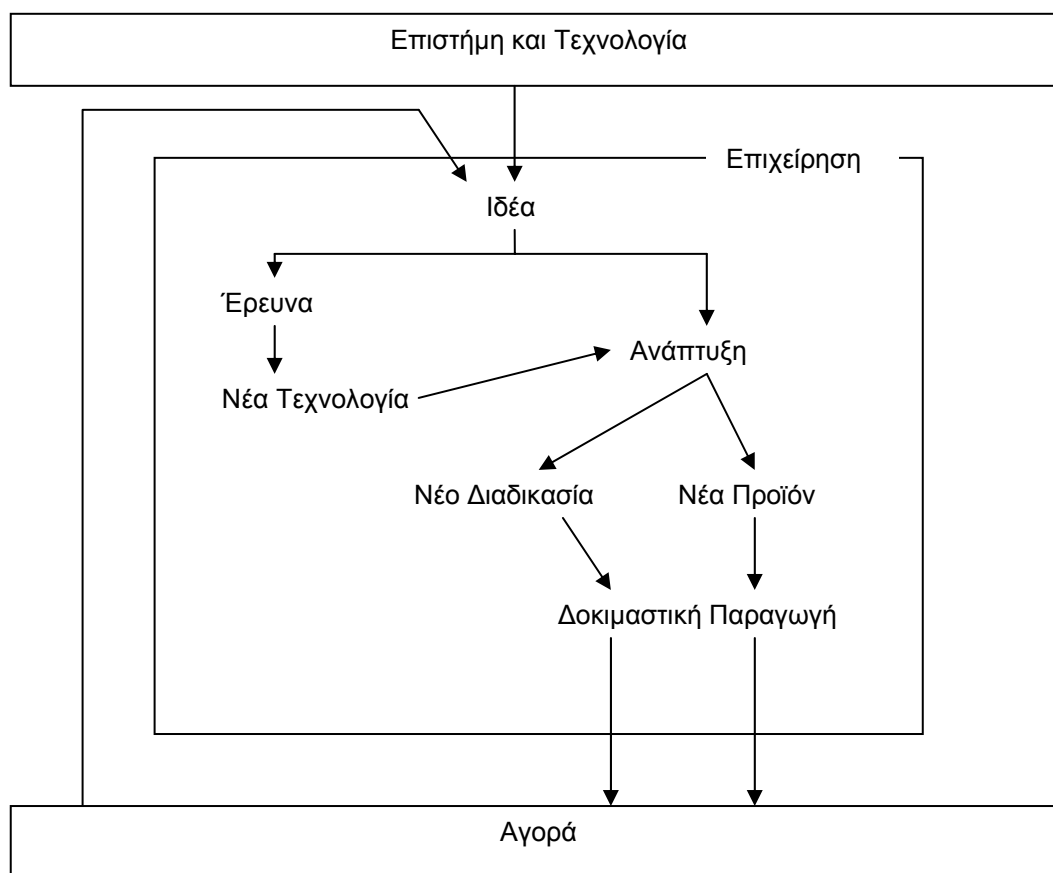 Επιστήμη και Τεχνολογία
Επιχείρηση
Ιδέα
Έρευνα
Ανάπτυξη
Νέα Τεχνολογία
Νέο Διαδικασία
Νέα Προϊόν
Δοκιμαστική Παραγωγή
Αγορά